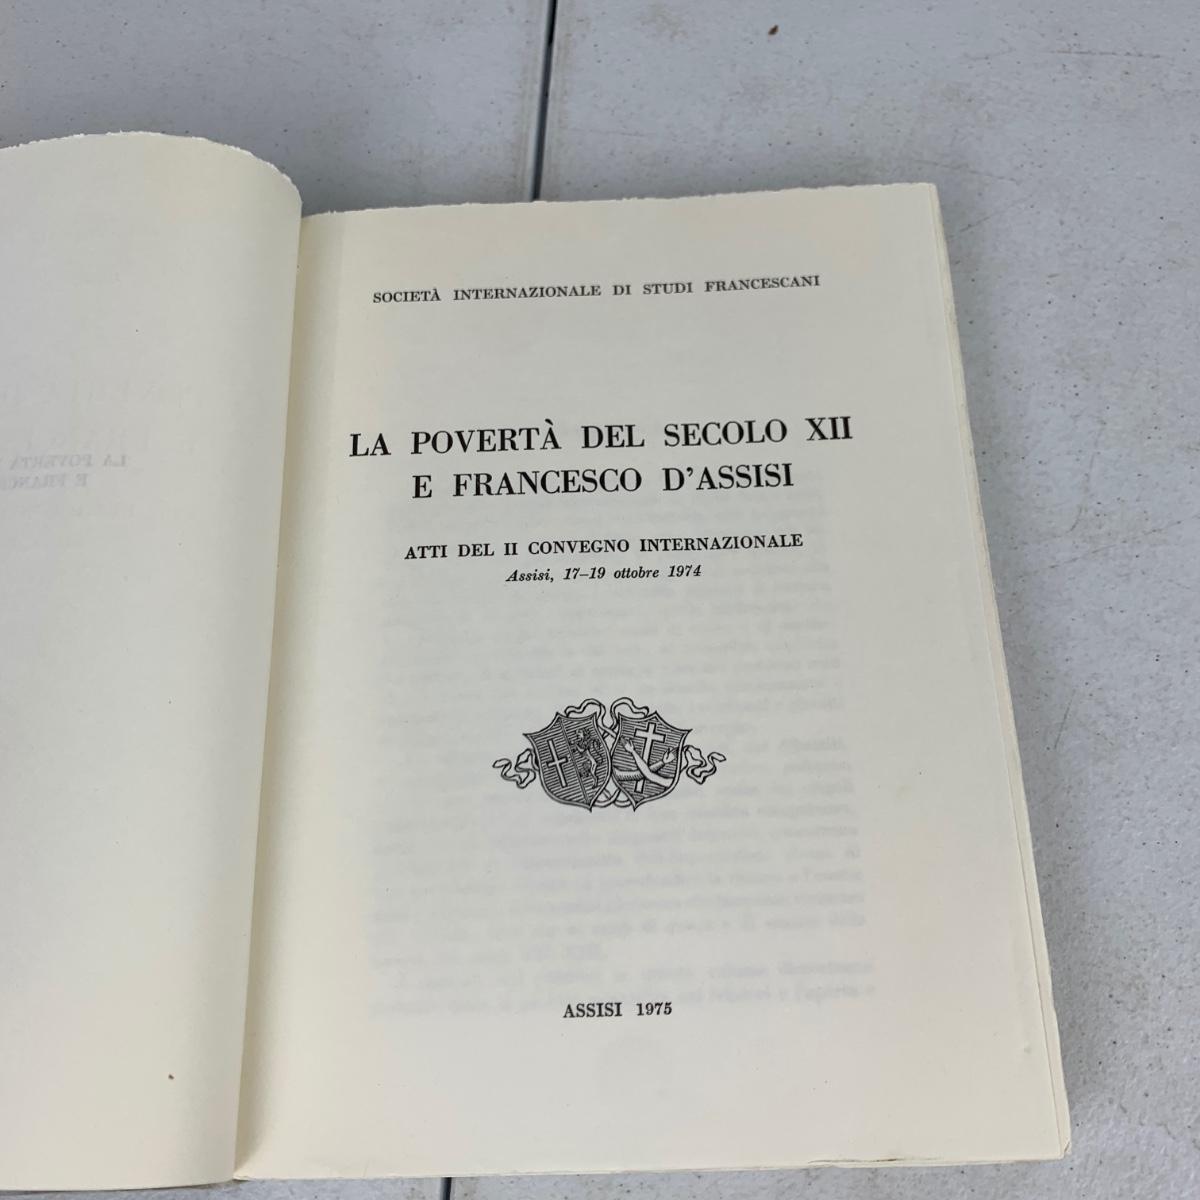 SOCIETÀ INTERNAZIONALE DI STUDI FRANCESCANI
LA POVERTÀ DEL SECOLO XII
E FRANCESCO D'ASSISI
ATTI DEL II CONVEGNO INTERNAZIONALE
Assisi, 17–19 ottobre 1974
ASSISI 1975